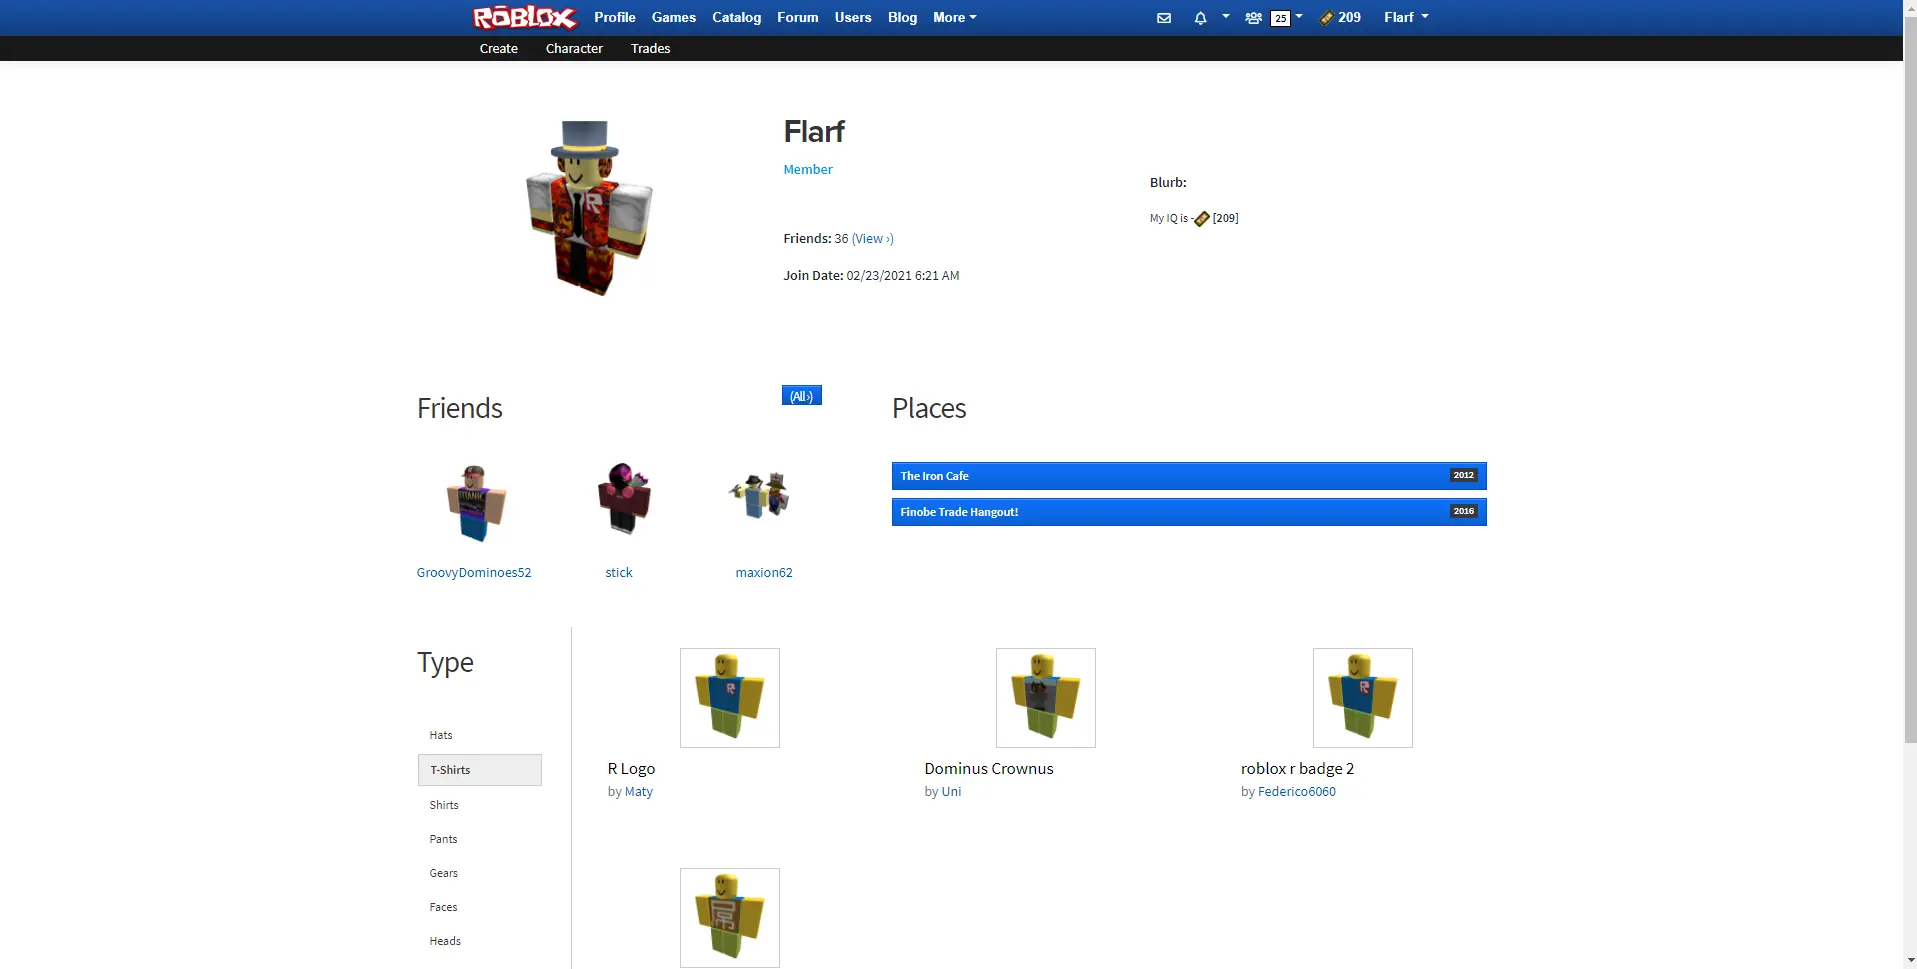 ROBLOX Profile Games Catalog Forum Users Blog More 25 209 Flarf
Create Character Trades
Flarf
Member
Blurb:
My IQ is - [209]
Friends: 36 (View ›)
Join Date: 02/23/2021 6:21 AM
Friends
(All ›)
Places
The Iron Cafe 2012
Finobe Trade Hangout! 2016
GroovyDominoes52 stick maxion62
Type
Hats
T-Shirts
Shirts
Pants
Gears
Faces
Heads
R Logo
by Maty
Dominus Crownus
by Uni
roblox r badge 2
by Federico6060